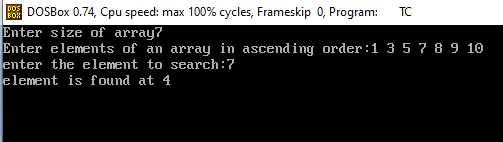 DOSBox 0.74, Cpu speed: max 100% cycles, Frameskip 0, Program: TC
Enter size of array7
Enter elements of an array in ascending order:1 3 5 7 8 9 10
enter the element to search:7
element is found at 4